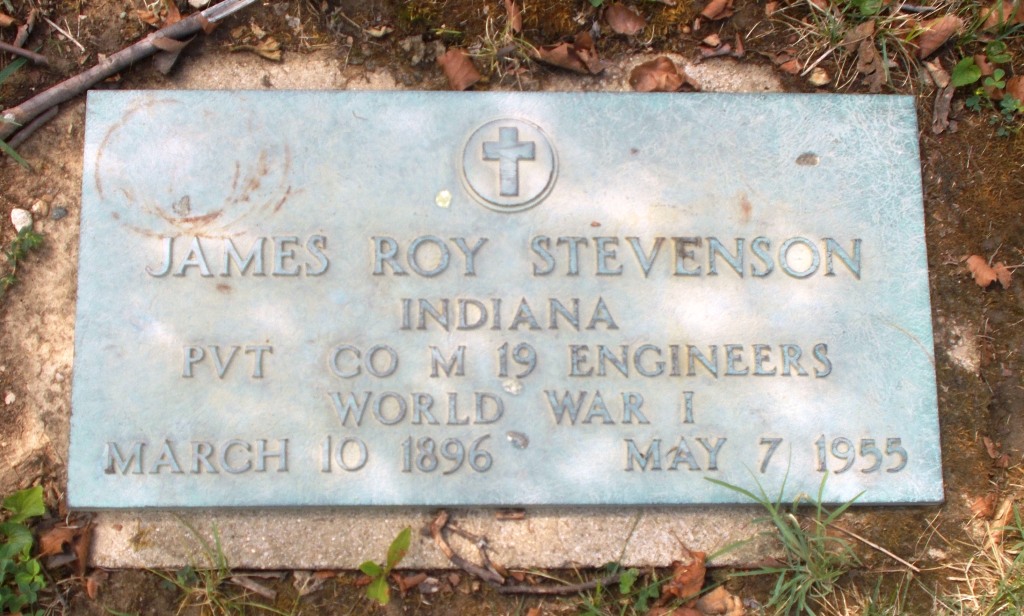 JAMES ROY STEVENSON
INDIANA
PVT CO M 19 ENGINEERS
WORLD WAR I
MARCH 10 1896 MAY 7 1955